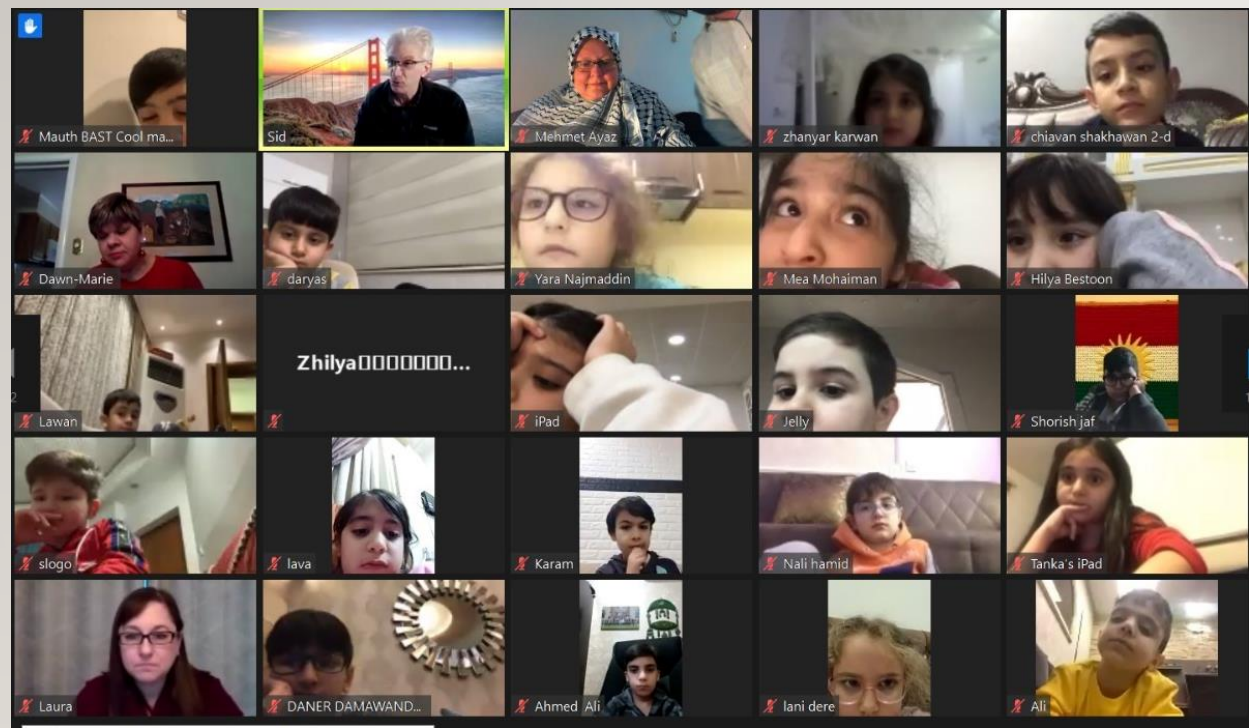 Mauth BAST Cool ma...
Sid
Mehmet Ayaz
zhanyar karwan
chiavan shakhawan 2-d
Dawn-Marie
daryas
Yara Najmaddin
Mea Mohaiman
Hilya Bestoon
Lawan
Zhilya▯▯▯▯▯▯▯...
iPad
Jelly
Shorish jaf
slogo
lava
Karam
Nali hamid
Tanka's iPad
Laura
DANER DAMAWAND...
Ahmed Ali
lani dere
Ali